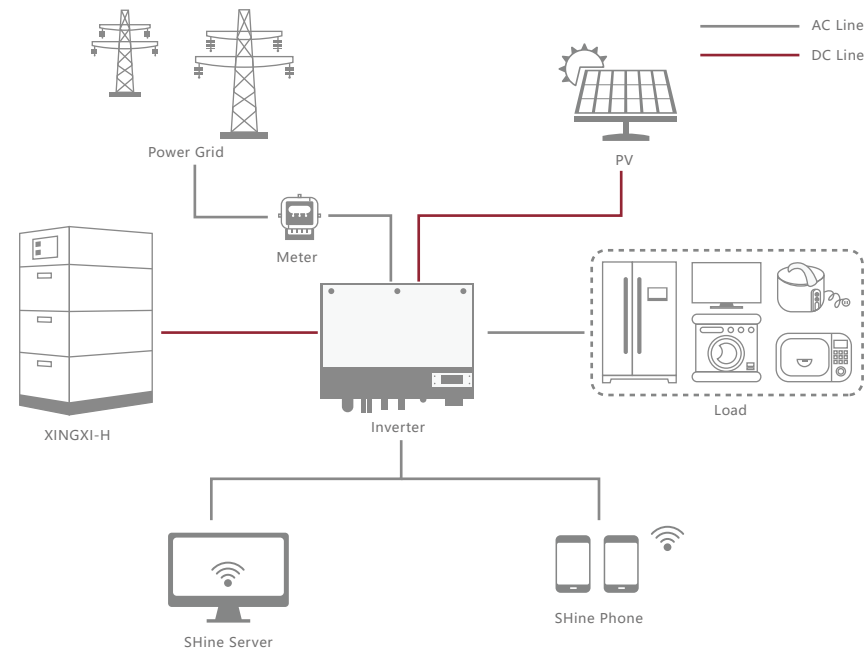 AC Line
DC Line
Power Grid
PV
Meter
XINGXI-H
Inverter
Load
SHine Server
SHine Phone